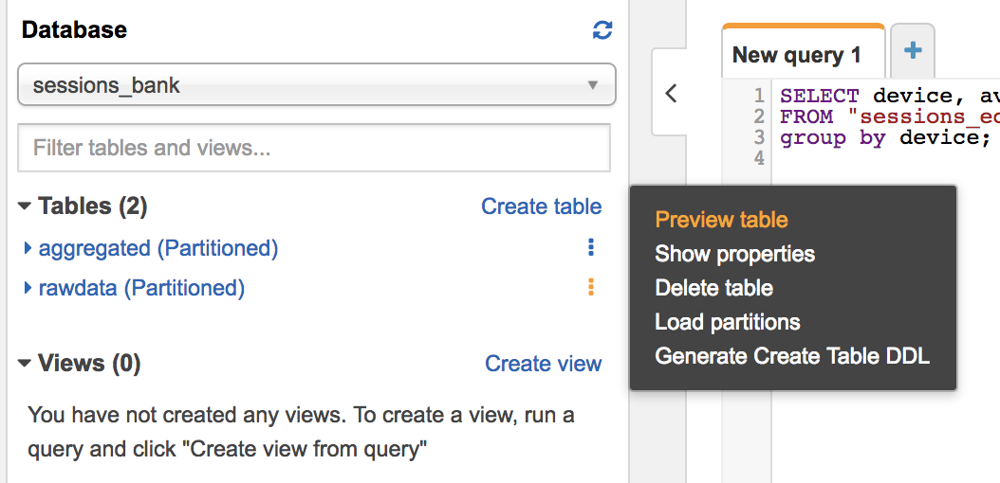 Database
sessions_bank
Filter tables and views...
Tables (2)
Create table
aggregated (Partitioned)
rawdata (Partitioned)
Views (0)
Create view
You have not created any views. To create a view, run a
query and click "Create view from query"
New query 1
1 SELECT device,
2 FROM
3 group by device;
4
Preview table
Show properties
Delete table
Load partitions
Generate Create Table DDL